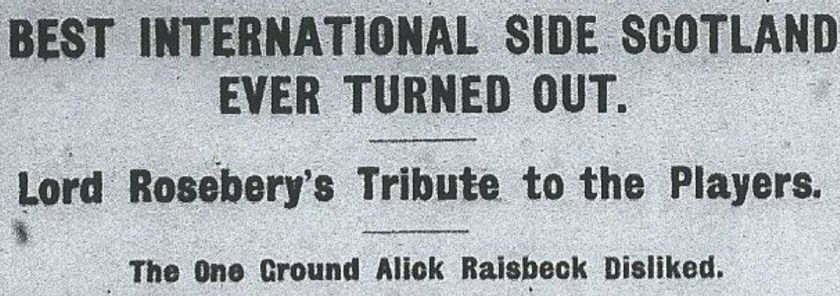 BEST INTERNATIONAL SIDE SCOTLAND
EVER TURNED OUT.
Lord Rosebery's Tribute to the Players.
The One Ground Alick Raisbeck Disliked.